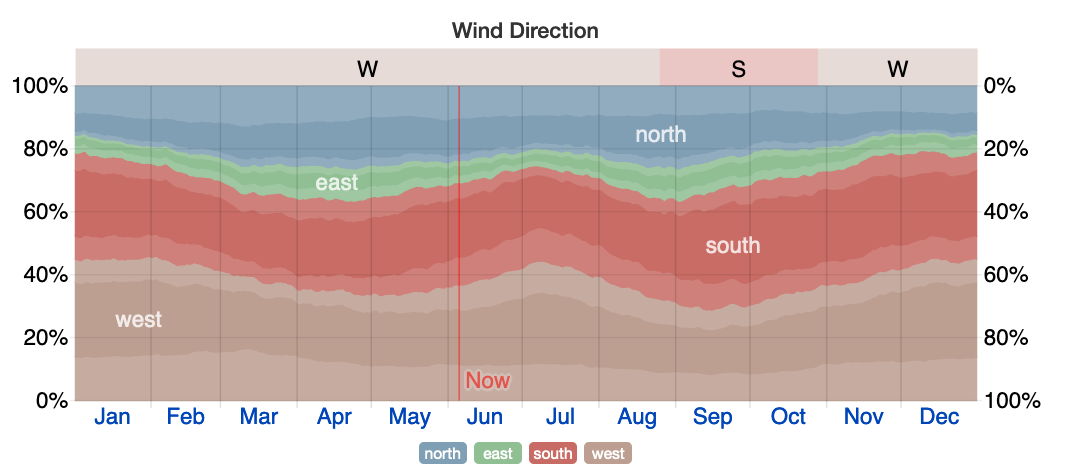 Wind Direction
W S W
100% 0%
north
80% 20%
east
60% 40%
south
40% 60%
west
20% 80%
Now
0% 100%
Jan Feb Mar Apr May Jun Jul Aug Sep Oct Nov Dec
north east south west